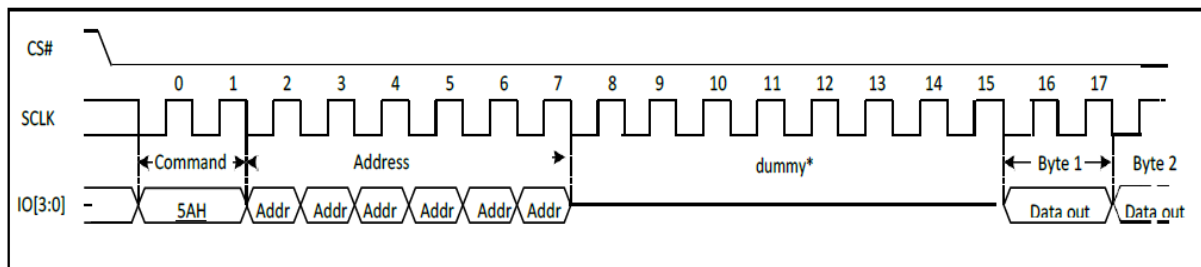 CS#
0 1 2 3 4 5 6 7 8 9 10 11 12 13 14 15 16 17
SCLK
Command Address dummy* Byte 1 Byte 2
IO[3:0] 5AH Addr Addr Addr Addr Addr Addr Data out Data out